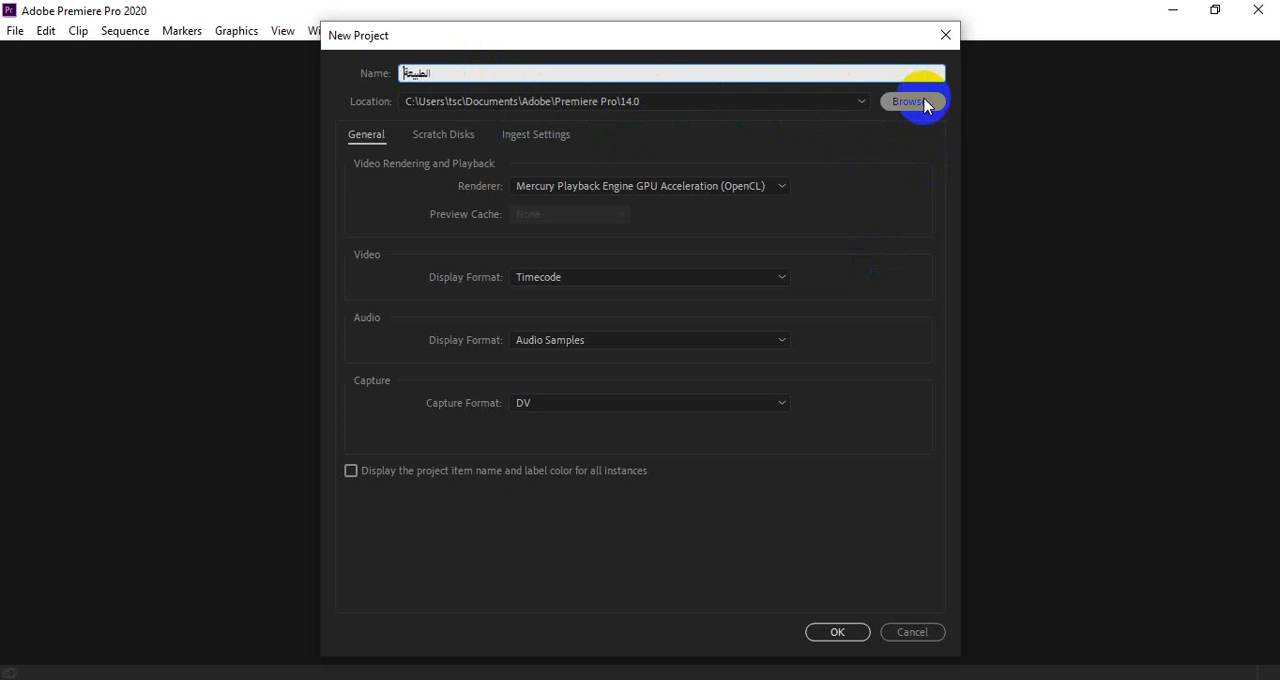 Adobe Premiere Pro 2020
File Edit Clip Sequence Markers Graphics View Wi
New Project
Name: الطبيعة
Location: C:\Users\tsc\Documents\Adobe\Premiere Pro\14.0 Browse
General Scratch Disks Ingest Settings
Video Rendering and Playback
Renderer: Mercury Playback Engine GPU Acceleration (OpenCL)
Preview Cache: None
Video
Display Format: Timecode
Audio
Display Format: Audio Samples
Capture
Capture Format: DV
Display the project item name and label color for all instances
OK Cancel